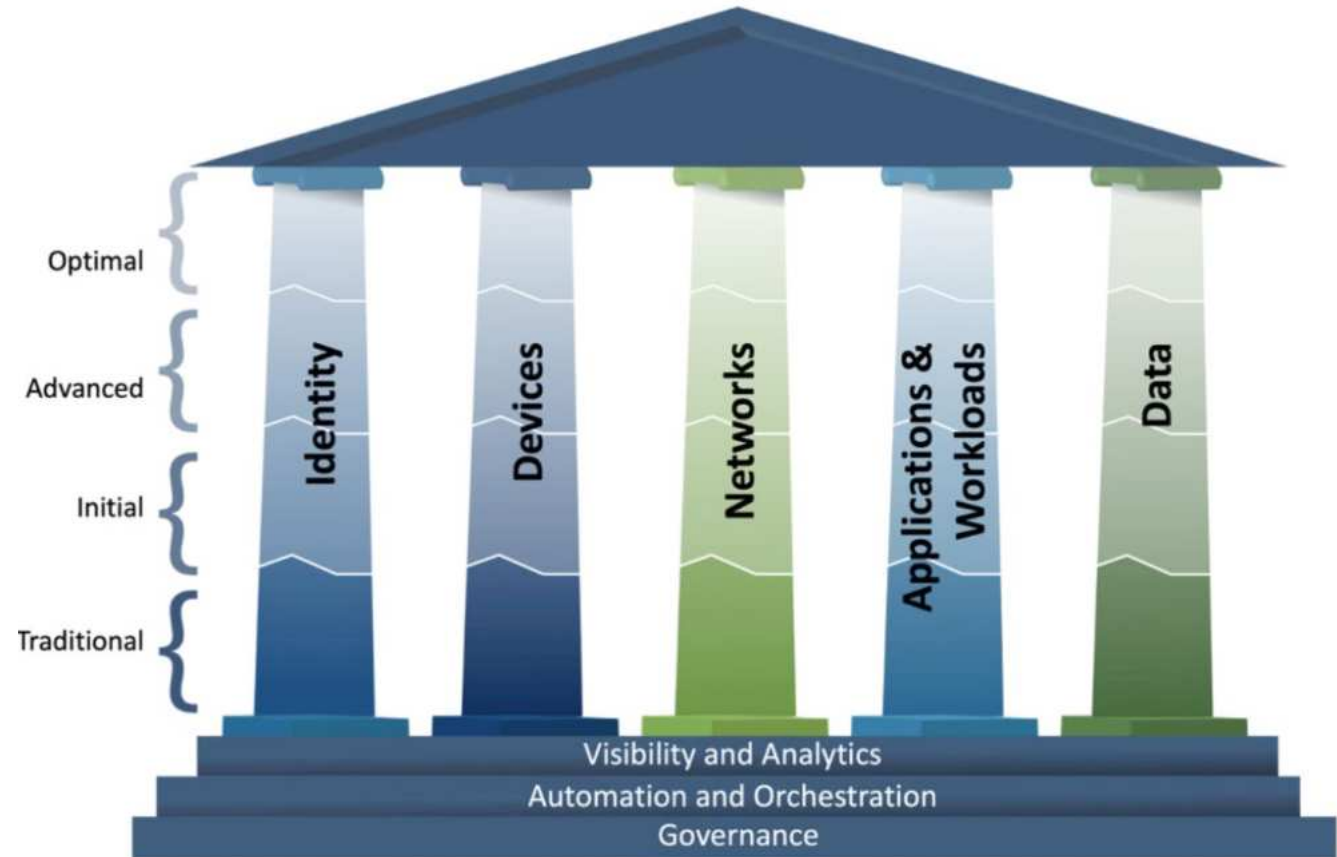 Optimal
Advanced
Initial
Traditional
Identity
Devices
Networks
Applications &
Workloads
Data
Visibility and Analytics
Automation and Orchestration
Governance